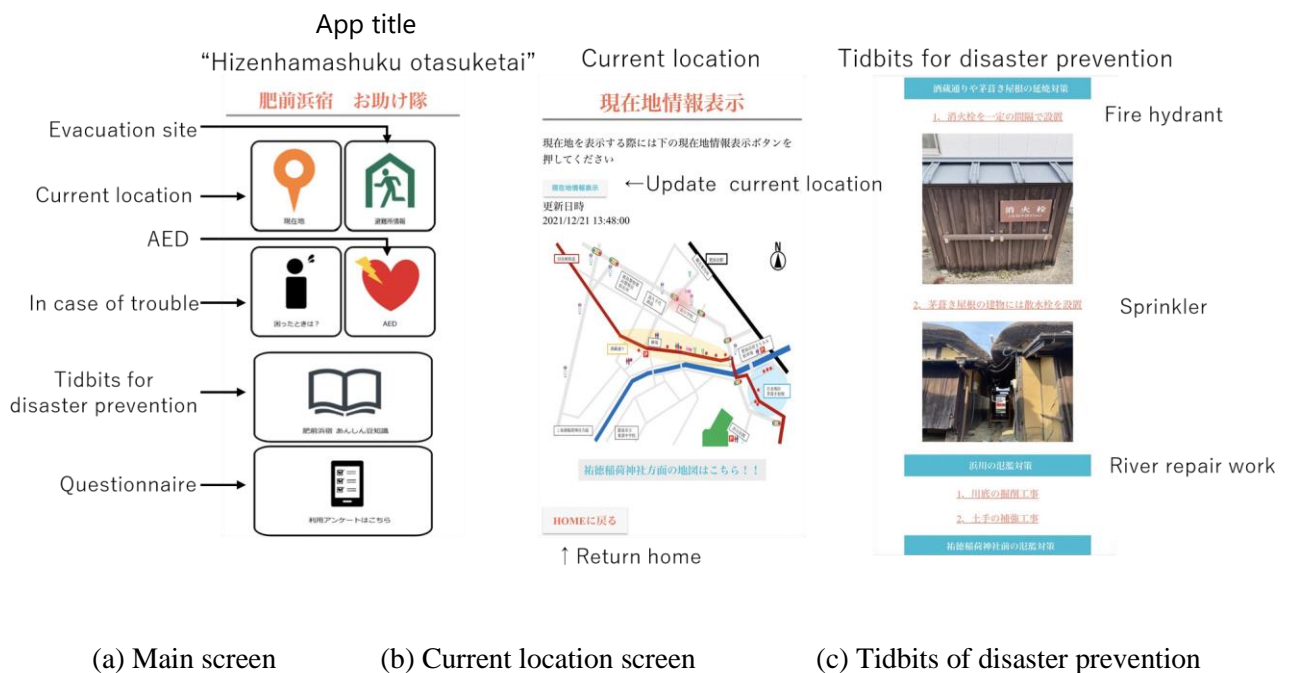 App title
“Hizenhamashuku otasuketai”
肥前浜宿　お助け隊
Evacuation site
Current location
AED
In case of trouble
Tidbits for
disaster prevention
Questionnaire
現在地
避難所情報
困ったときは？
AED
肥前浜宿 あんしん豆知識
利用アンケートはこちら
Current location
現在地情報表示
現在地を表示する際には下の現在地情報表示ボタンを
押してください
現在地情報表示
←Update current location
更新日時
2021/12/21 13:48:00
N
祐徳稲荷神社方面の地図はこちら！！
HOMEに戻る
↑ Return home
Tidbits for disaster prevention
酒蔵通りや茅葺き屋根の延焼対策
1、消火栓を一定の間隔で設置
Fire hydrant
消火栓
2、茅葺き屋根の建物には散水栓を設置
Sprinkler
浜川の氾濫対策
River repair work
1、川底の掘削工事
2、土手の補強工事
祐徳稲荷神社前の氾濫対策
(a) Main screen
(b) Current location screen
(c) Tidbits of disaster prevention